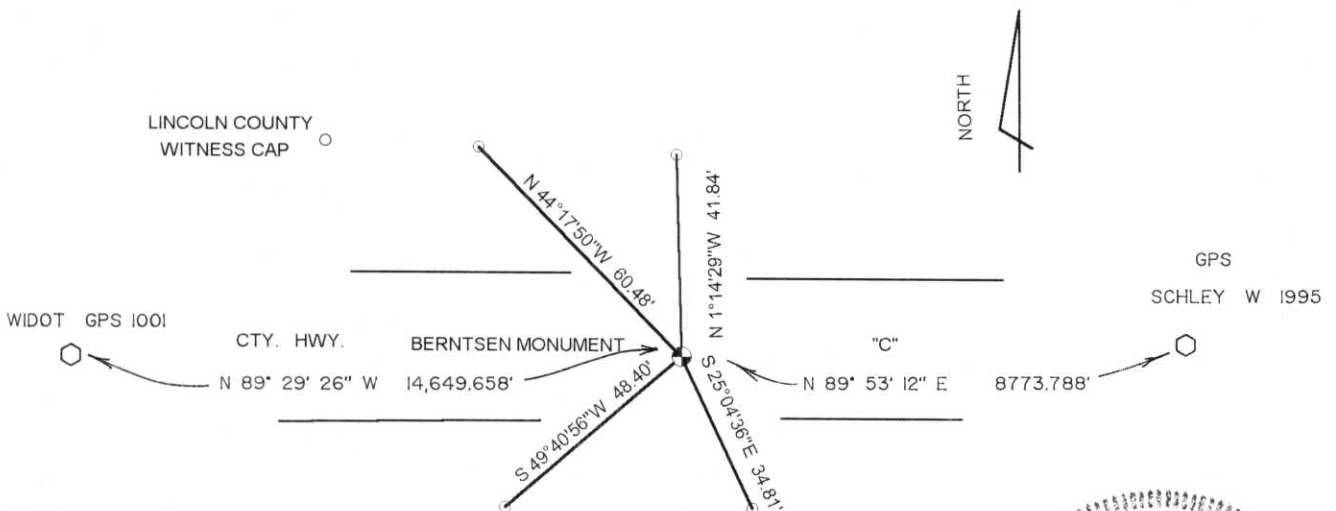 LINCOLN COUNTY
WITNESS CAP
NORTH
N 44°17'50"W 60.48'
N 1°14'29"W 41.84'
GPS
SCHLEY W 1995
WIDOT GPS 1001
CTY. HWY.
BERNTSEN MONUMENT
"C"
N 89° 29' 26" W 14,649.658'
N 89° 53' 12" E 8773.788'
S 49°40'56"W 48.40'
S 25°04'36"E 34.81'